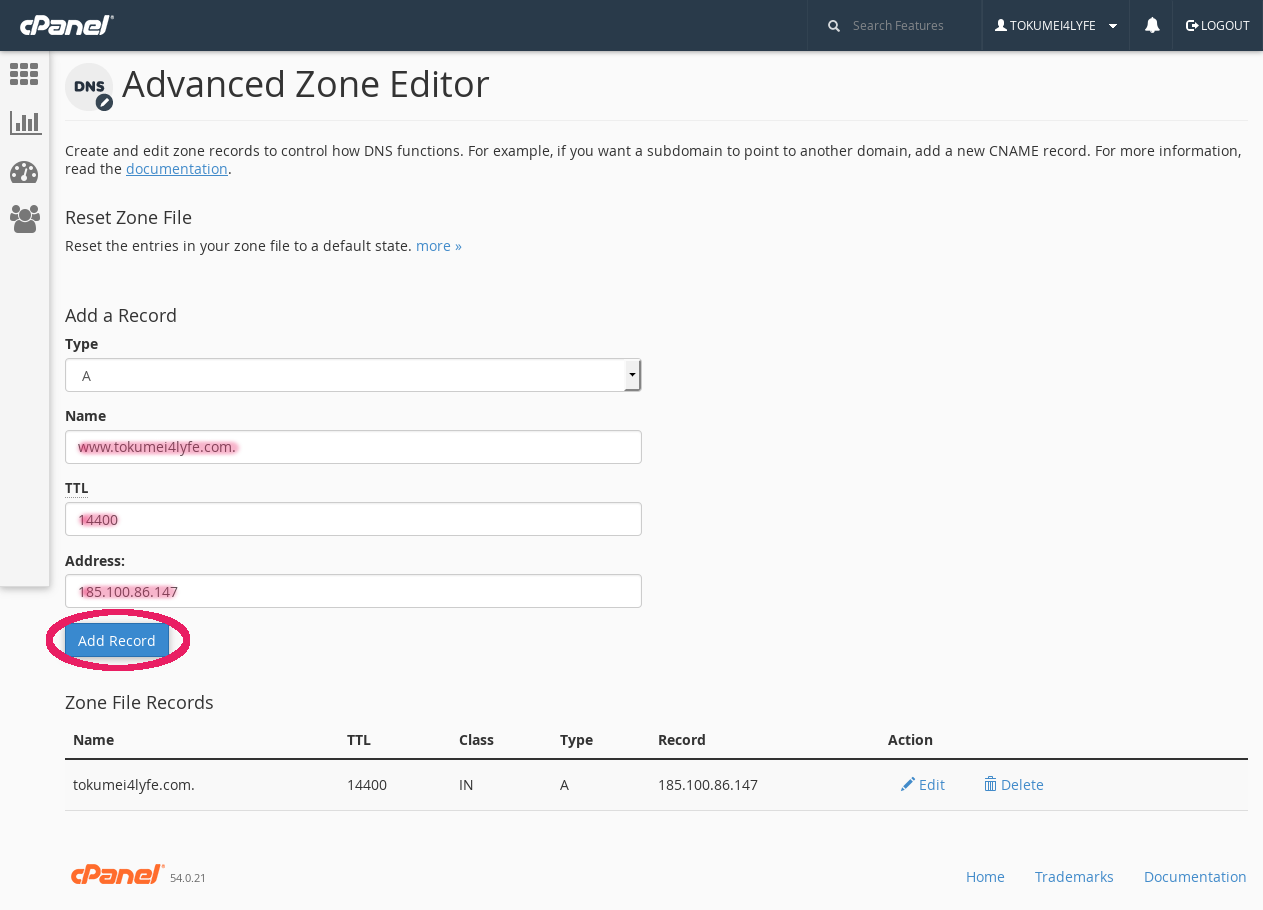 cPanel®
Search Features
TOKUMEI4LYFE
LOGOUT
DNS
Advanced Zone Editor
Create and edit zone records to control how DNS functions. For example, if you want a subdomain to point to another domain, add a new CNAME record. For more information,
read the documentation.
Reset Zone File
Reset the entries in your zone file to a default state. more »
Add a Record
Type
A
Name
www.tokumei4lyfe.com.
TTL
14400
Address:
185.100.86.147
Add Record
Zone File Records
Name TTL Class Type Record Action
tokumei4lyfe.com. 14400 IN A 185.100.86.147 Edit Delete
cPanel® 54.0.21
Home Trademarks Documentation